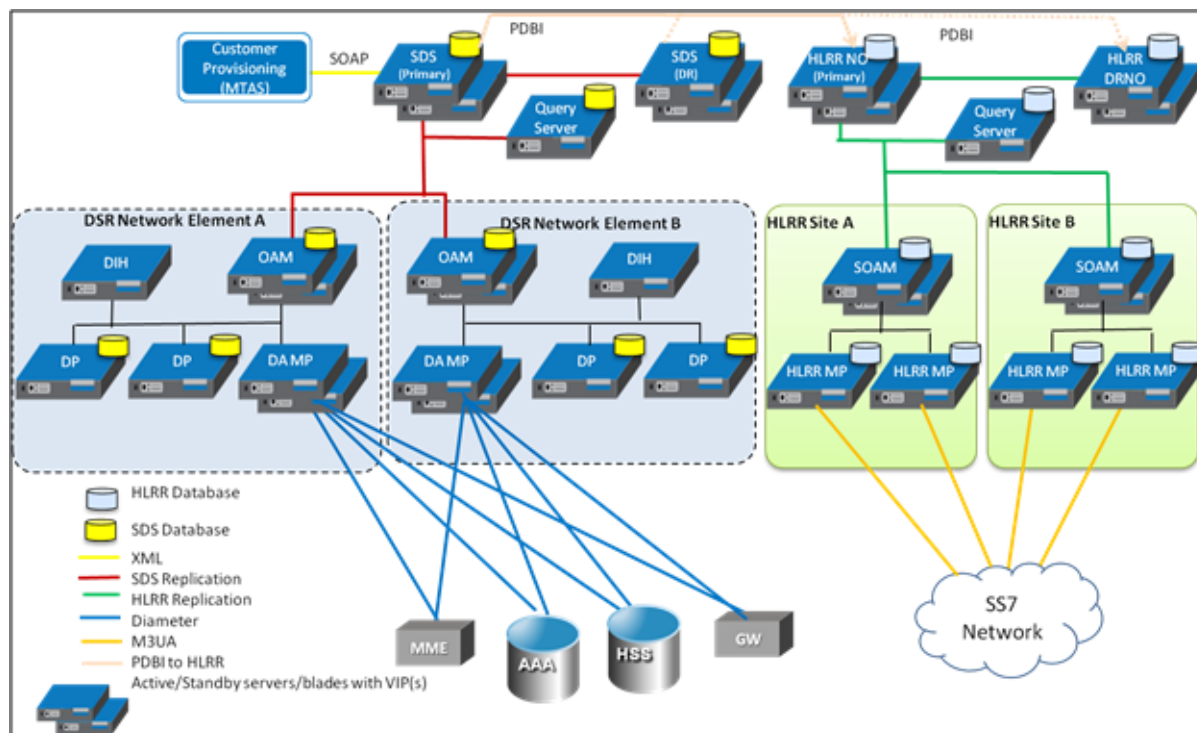 PDBI
PDBI
Customer
Provisioning
(MTAS)
SOAP
SDS
(Primary)
SDS
(DR)
HLRR NO
(Primary)
HLRR
DRNO
Query
Server
Query
Server
DSR Network Element A
DSR Network Element B
HLRR Site A
HLRR Site B
DIH
OAM
OAM
DIH
SOAM
SOAM
DP
DP
DA MP
DA MP
DP
DP
HLRR MP
HLRR MP
HLRR MP
HLRR MP
HLRR Database
SDS Database
XML
SDS Replication
HLRR Replication
Diameter
M3UA
PDBI to HLRR
Active/Standby servers/blades with VIP(s)
MME
AAA
HSS
GW
SS7
Network